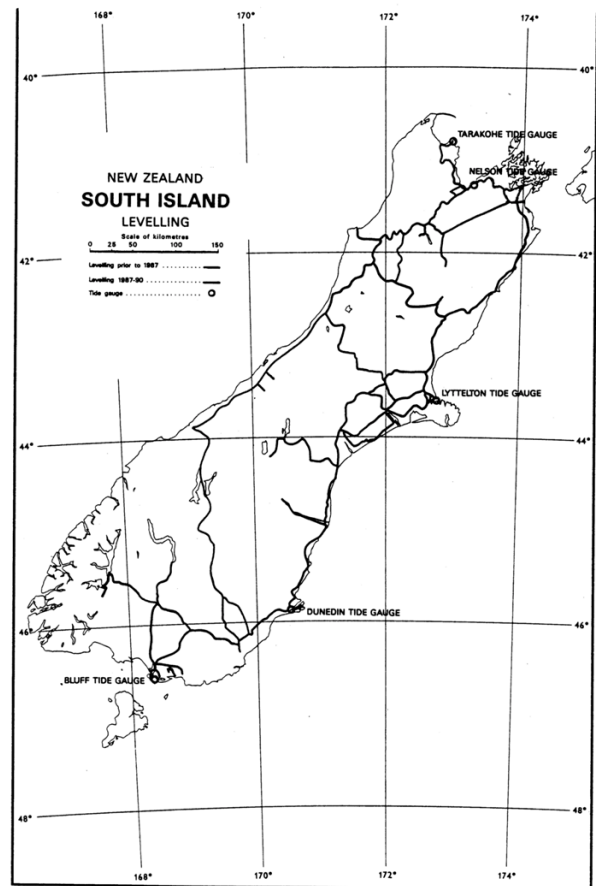 168°
170°
172°
174°
40°
40°
TARAKOHE TIDE GAUGE
NELSON TIDE GAUGE
NEW ZEALAND
SOUTH ISLAND
LEVELLING
Scale of kilometres
0 25 50 100 150
Levelling prior to 1987
Levelling 1987-90
Tide gauge
42°
42°
LYTTELTON TIDE GAUGE
44°
44°
DUNEDIN TIDE GAUGE
46°
46°
BLUFF TIDE GAUGE
48°
48°
168°
170°
172°
174°